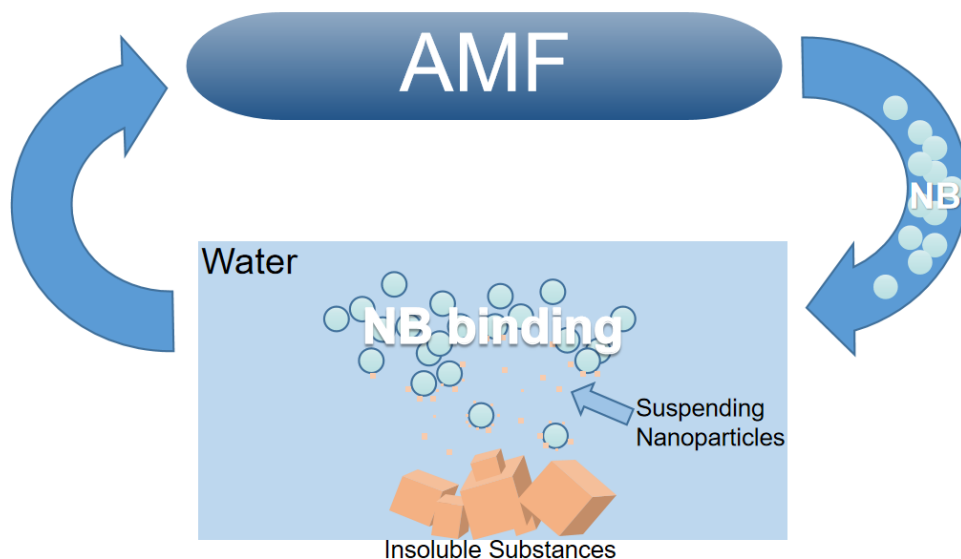 AMF
NB
Water
NB binding
Suspending
Nanoparticles
Insoluble Substances